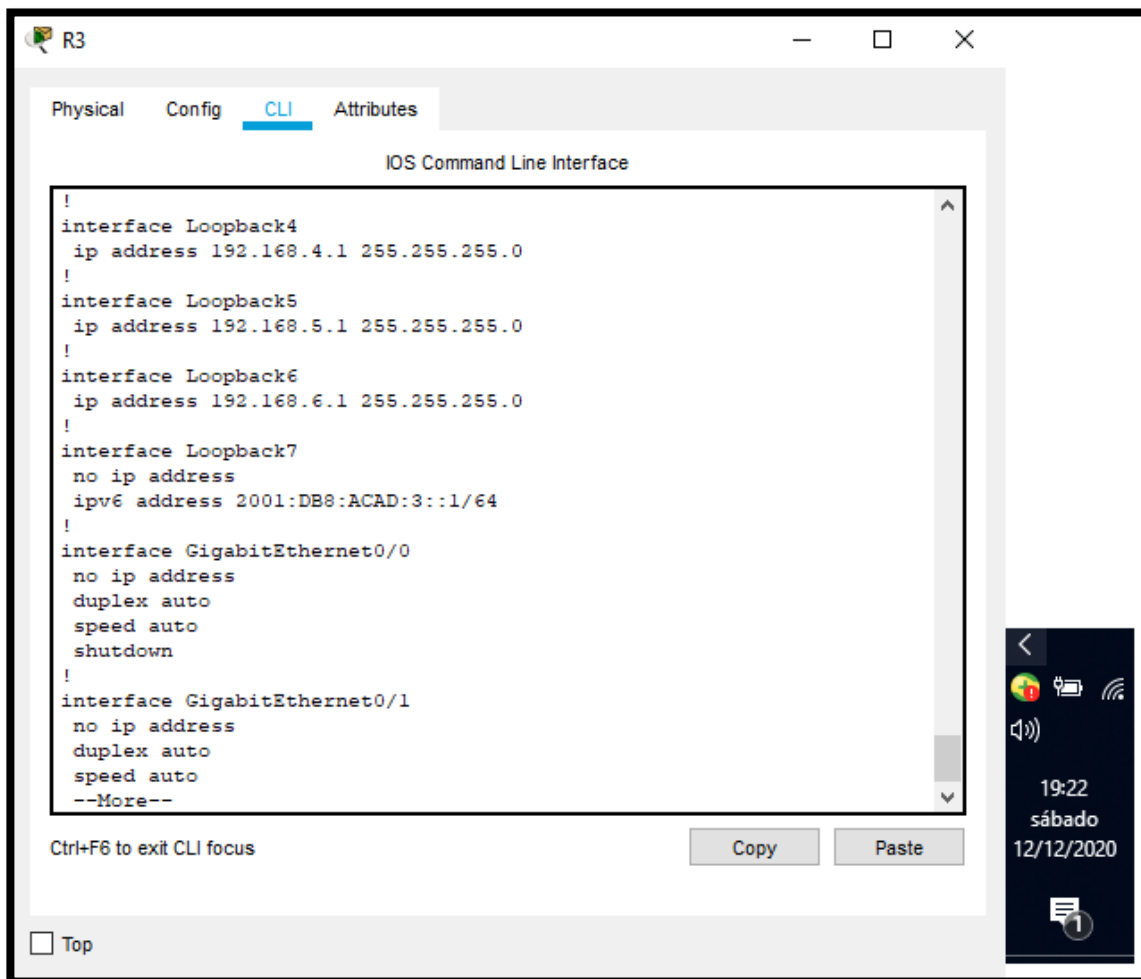 R3
Physical Config CLI Attributes
IOS Command Line Interface
!
interface Loopback4
 ip address 192.168.4.1 255.255.255.0
!
interface Loopback5
 ip address 192.168.5.1 255.255.255.0
!
interface Loopback6
 ip address 192.168.6.1 255.255.255.0
!
interface Loopback7
 no ip address
 ipv6 address 2001:DB8:ACAD:3::1/64
!
interface GigabitEthernet0/0
 no ip address
 duplex auto
 speed auto
 shutdown
!
interface GigabitEthernet0/1
 no ip address
 duplex auto
 speed auto
 --More--
Ctrl+F6 to exit CLI focus
Copy Paste
Top
19:22
sábado
12/12/2020
1